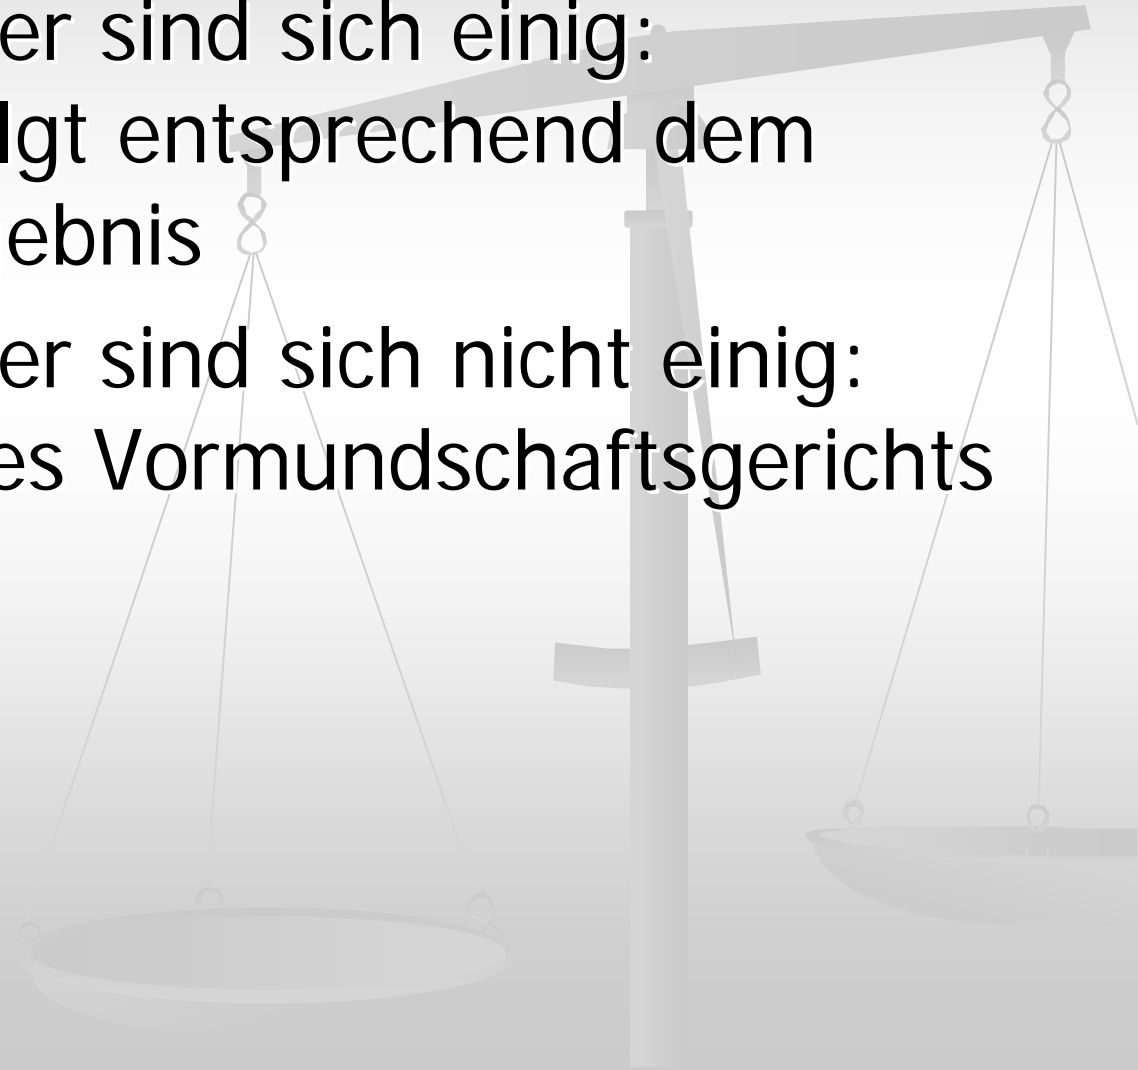 er sind sich einig:
lgt entsprechend dem
ebnis
er sind sich nicht einig:
es Vormundschaftsgerichts